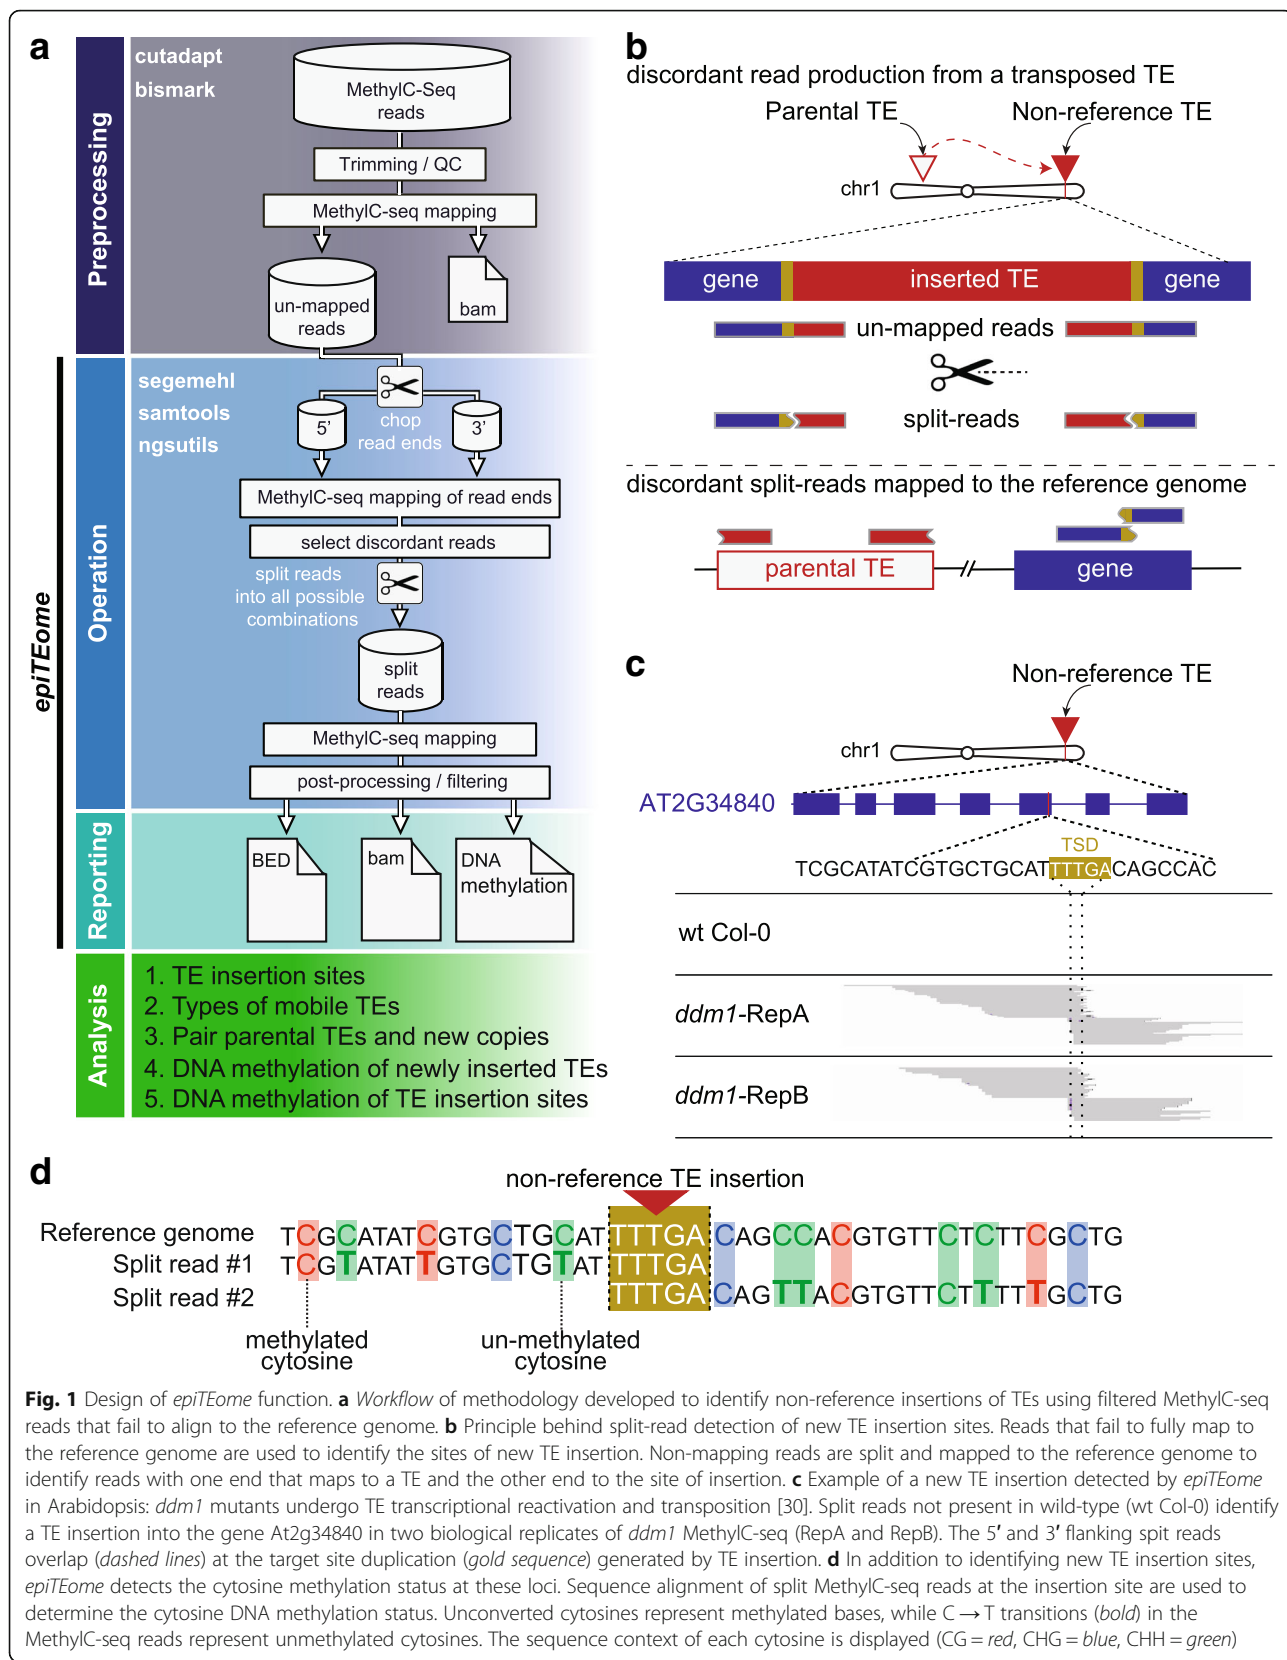 a
cutadapt
bismark
Preprocessing
MethylC-Seq
reads
Trimming / QC
MethylC-seq mapping
un-mapped
reads
bam
epiTEome
Operation
segemehl
samtools
ngsutils
5’
chop
read ends
3’
MethylC-seq mapping of read ends
select discordant reads
split reads
into all possible
combinations
split
reads
MethylC-seq mapping
post-processing / filtering
Reporting
BED
bam
DNA
methylation
Analysis
1. TE insertion sites
2. Types of mobile TEs
3. Pair parental TEs and new copies
4. DNA methylation of newly inserted TEs
5. DNA methylation of TE insertion sites
b
discordant read production from a transposed TE
Parental TE
Non-reference TE
chr1
gene
inserted TE
gene
un-mapped reads
split-reads
discordant split-reads mapped to the reference genome
parental TE
gene
c
Non-reference TE
chr1
AT2G34840
TSD
TCGCATATCGTGCTGCATTTTGACAGCCAC
wt Col-0
ddm1-RepA
ddm1-RepB
d
non-reference TE insertion
Reference genome TCGCATATCGTGCTGCAT TTTGA CAGCCACGTGTTCTCTTCGCTG
Split read #1 TCGTATATTGTGCTGTAT TTTGA
Split read #2 TTTGA CAGTTACGTGTTCTTTTTGCTG
methylated
cytosine
un-methylated
cytosine
Fig. 1 Design of epiTEome function. a Workflow of methodology developed to identify non-reference insertions of TEs using filtered MethylC-seq
reads that fail to align to the reference genome. b Principle behind split-read detection of new TE insertion sites. Reads that fail to fully map to
the reference genome are used to identify the sites of new TE insertion. Non-mapping reads are split and mapped to the reference genome to
identify reads with one end that maps to a TE and the other end to the site of insertion. c Example of a new TE insertion detected by epiTEome
in Arabidopsis: ddm1 mutants undergo TE transcriptional reactivation and transposition [30]. Split reads not present in wild-type (wt Col-0) identify
a TE insertion into the gene At2g34840 in two biological replicates of ddm1 MethylC-seq (RepA and RepB). The 5′ and 3′ flanking spit reads
overlap (dashed lines) at the target site duplication (gold sequence) generated by TE insertion. d In addition to identifying new TE insertion sites,
epiTEome detects the cytosine methylation status at these loci. Sequence alignment of split MethylC-seq reads at the insertion site are used to
determine the cytosine DNA methylation status. Unconverted cytosines represent methylated bases, while C → T transitions (bold) in the
MethylC-seq reads represent unmethylated cytosines. The sequence context of each cytosine is displayed (CG = red, CHG = blue, CHH = green)